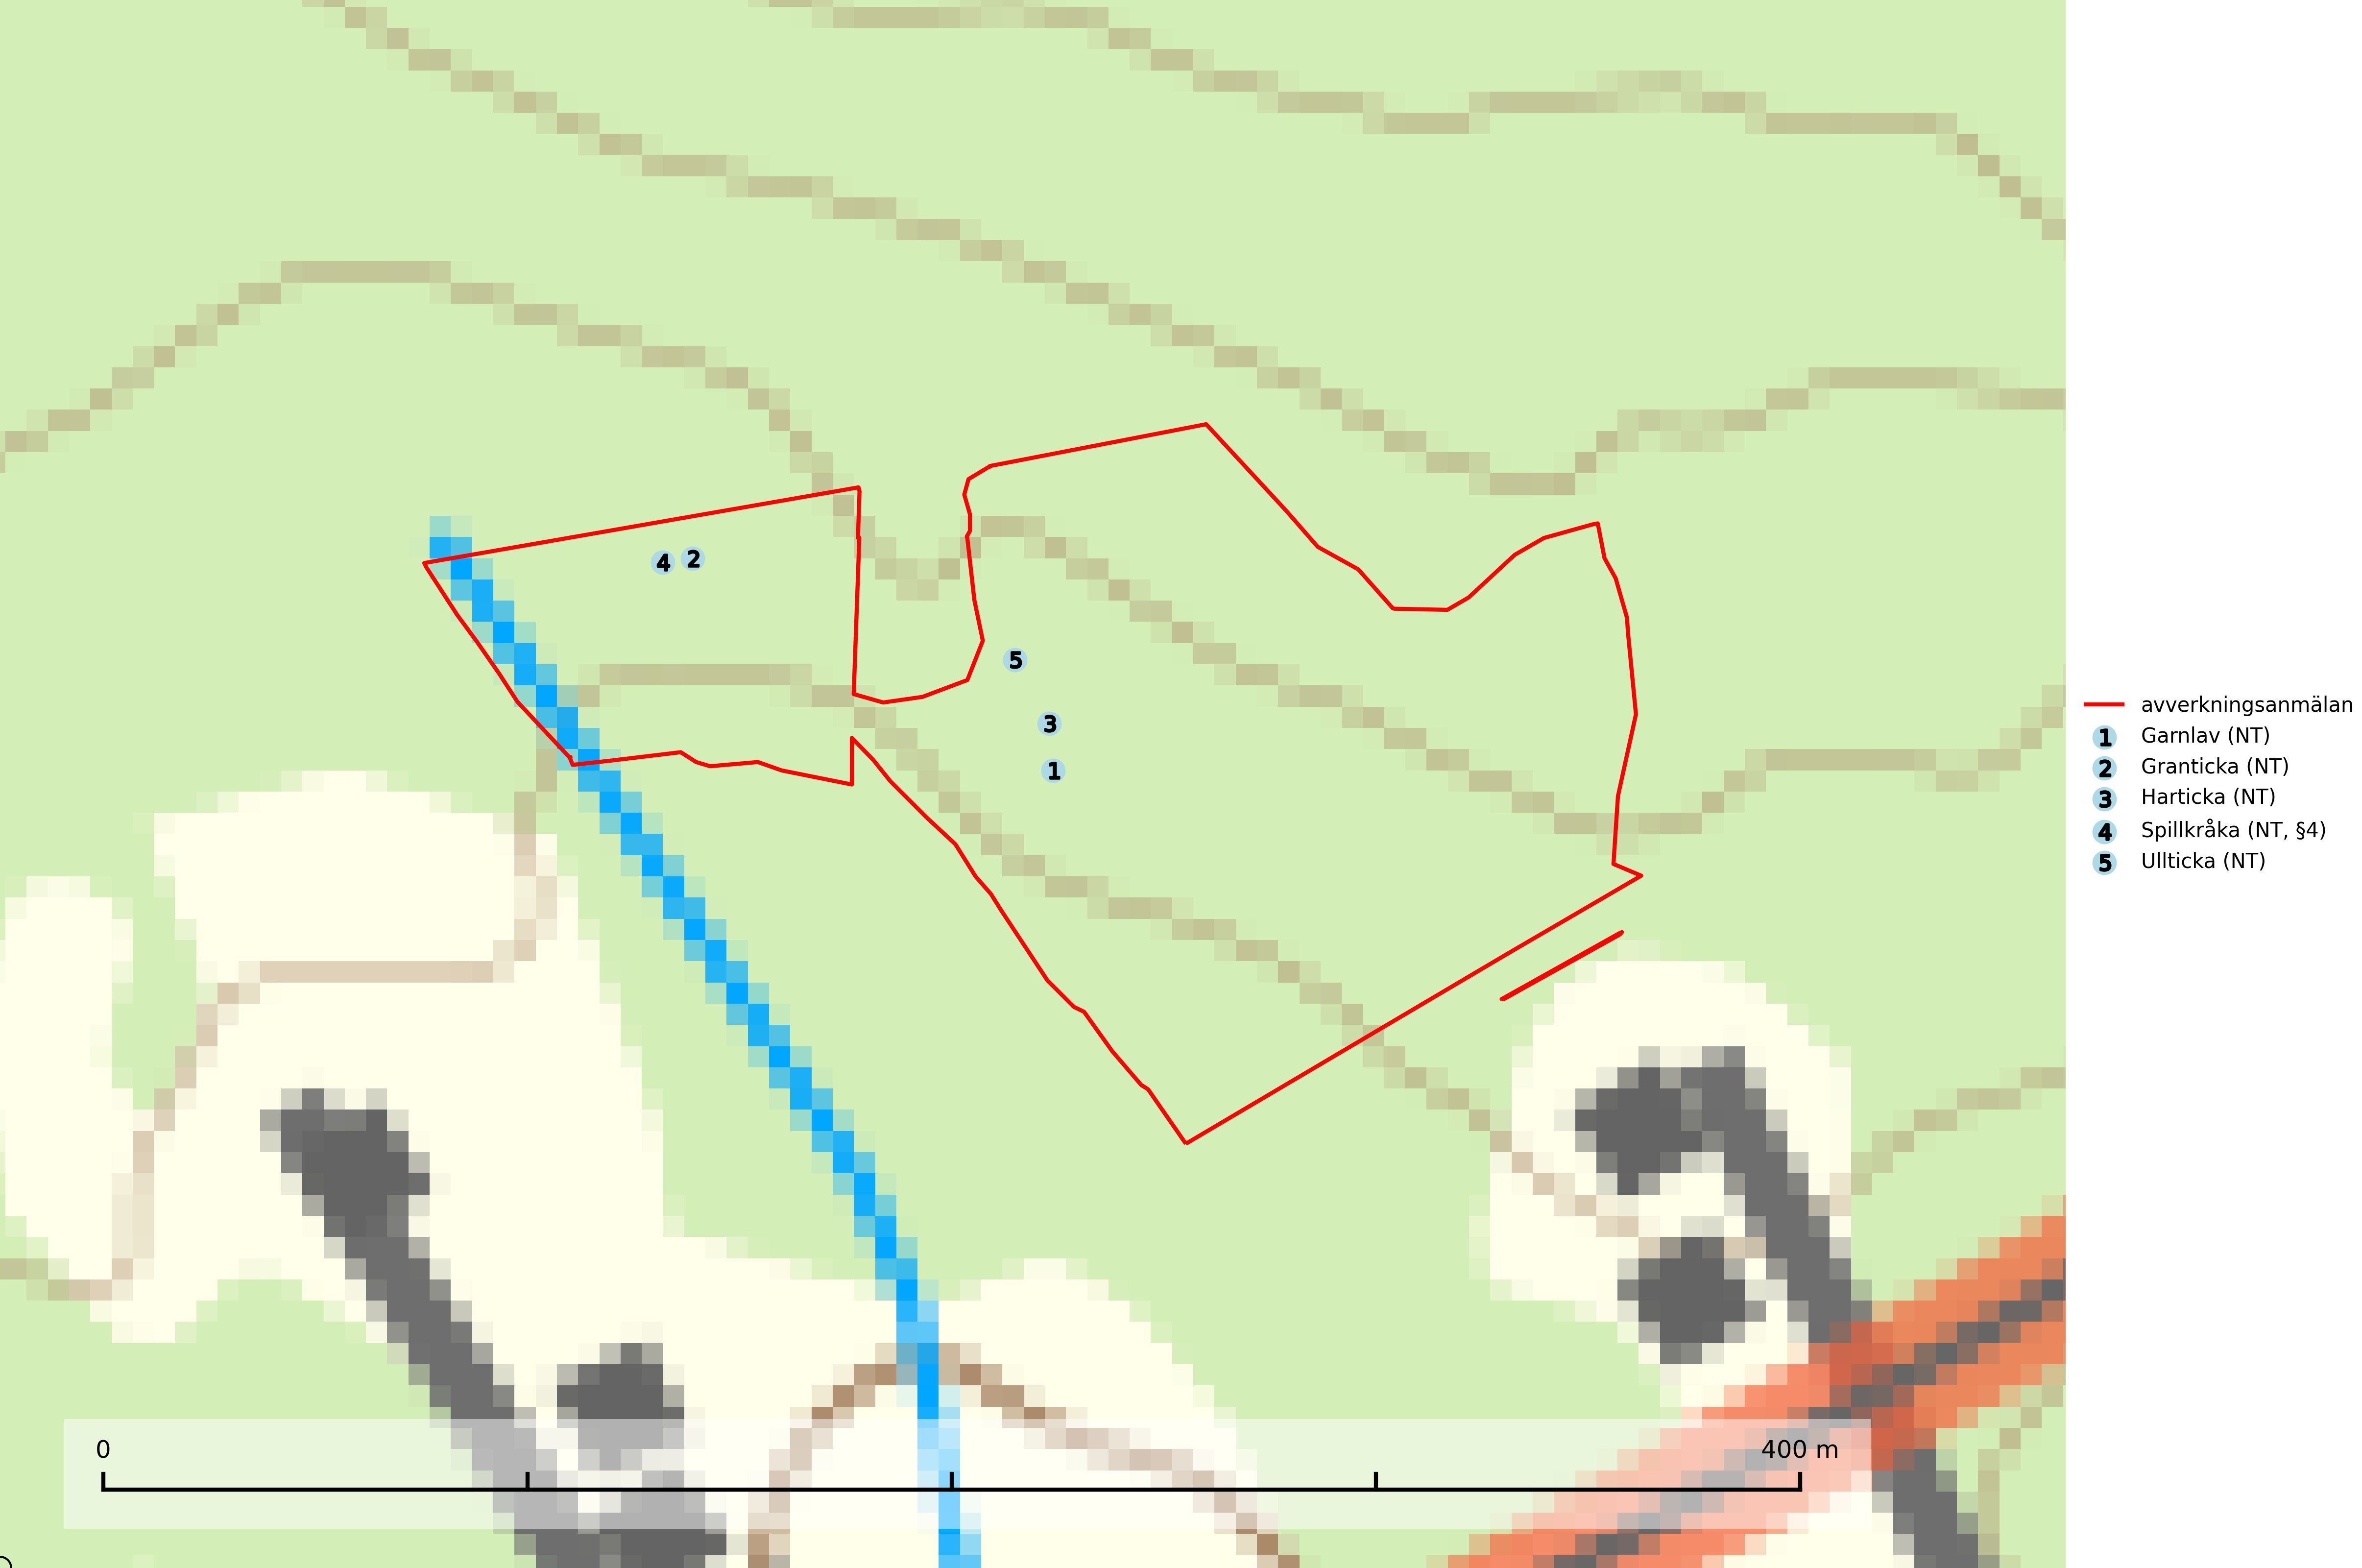 4 2
5
3
1
0 400 m
avverkningsanmälan
1 Garnlav (NT)
2 Granticka (NT)
3 Harticka (NT)
4 Spillkråka (NT, §4)
5 Ullticka (NT)